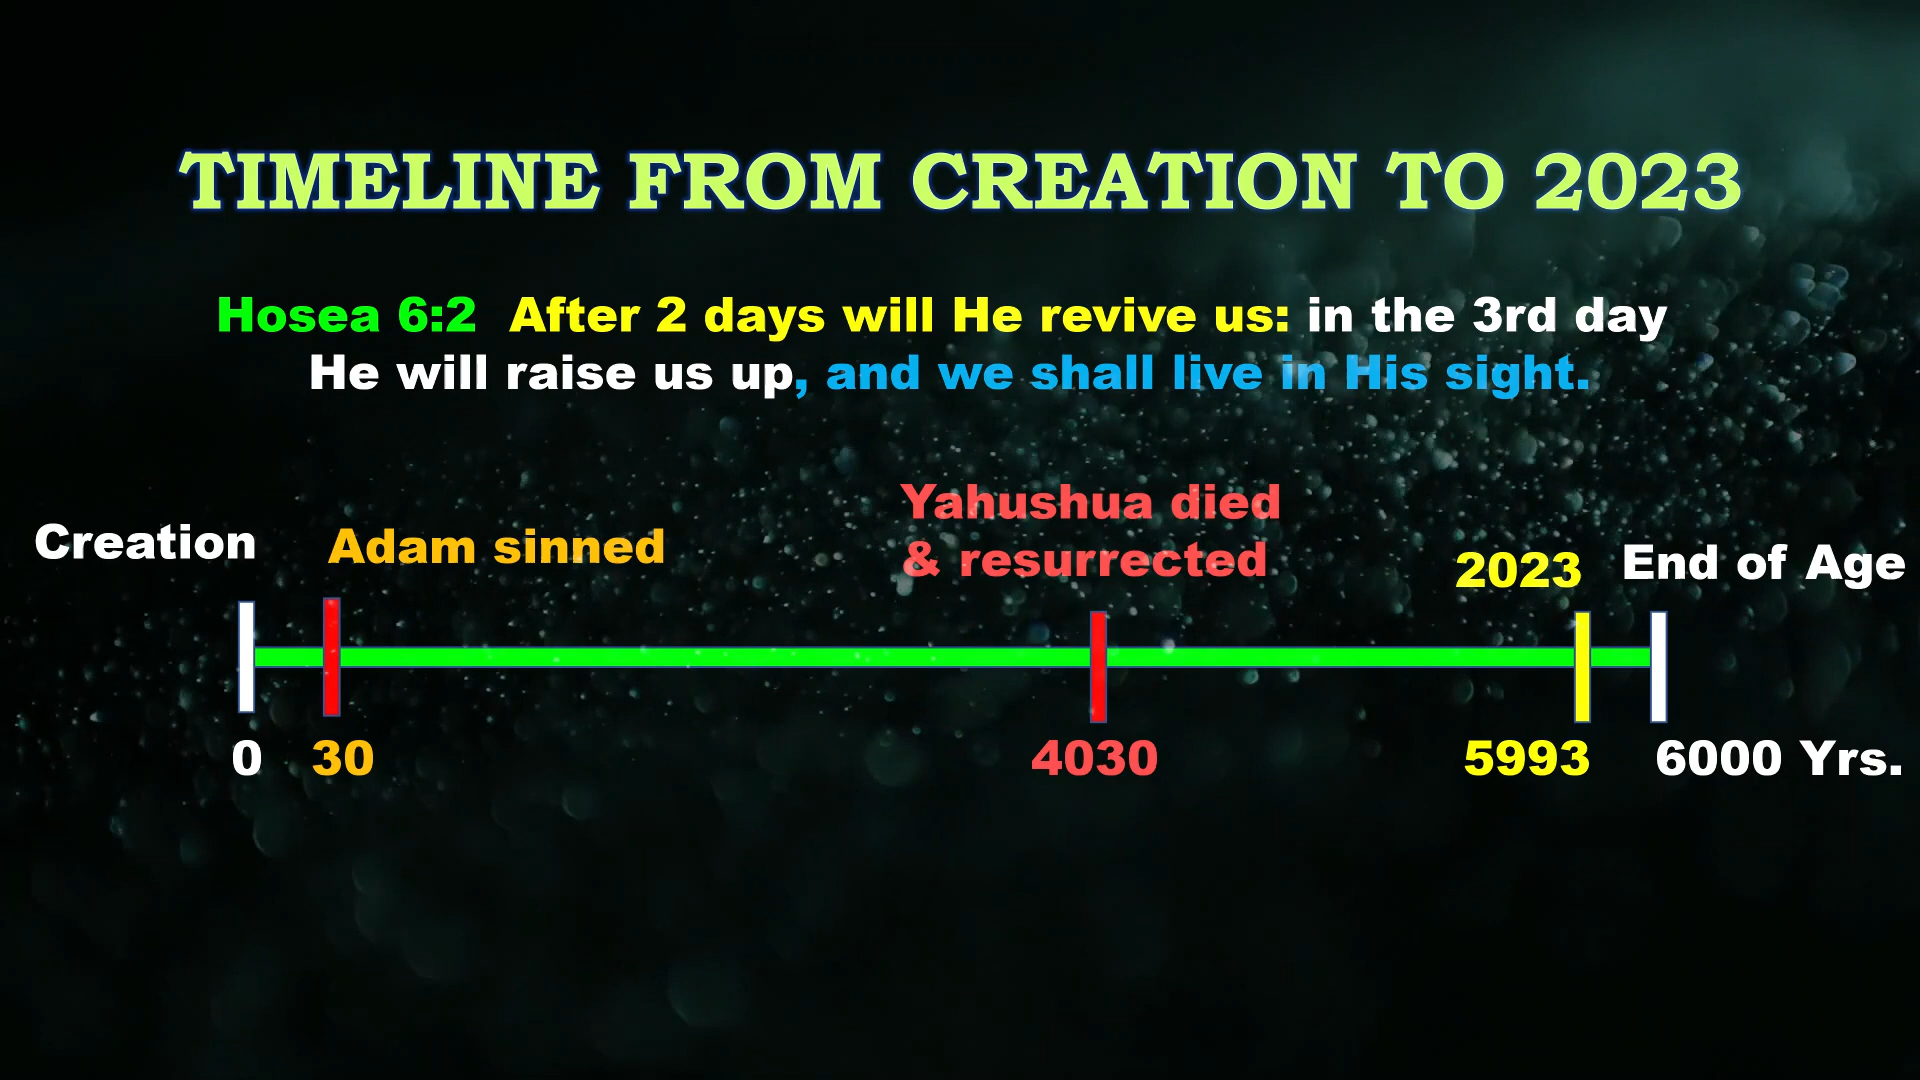 TIMELINE FROM CREATION TO 2023
Hosea 6:2 After 2 days will He revive us: in the 3rd day
He will raise us up, and we shall live in His sight.
Creation
Adam sinned
Yahushua died
& resurrected
2023
End of Age
0
30
4030
5993
6000 Yrs.